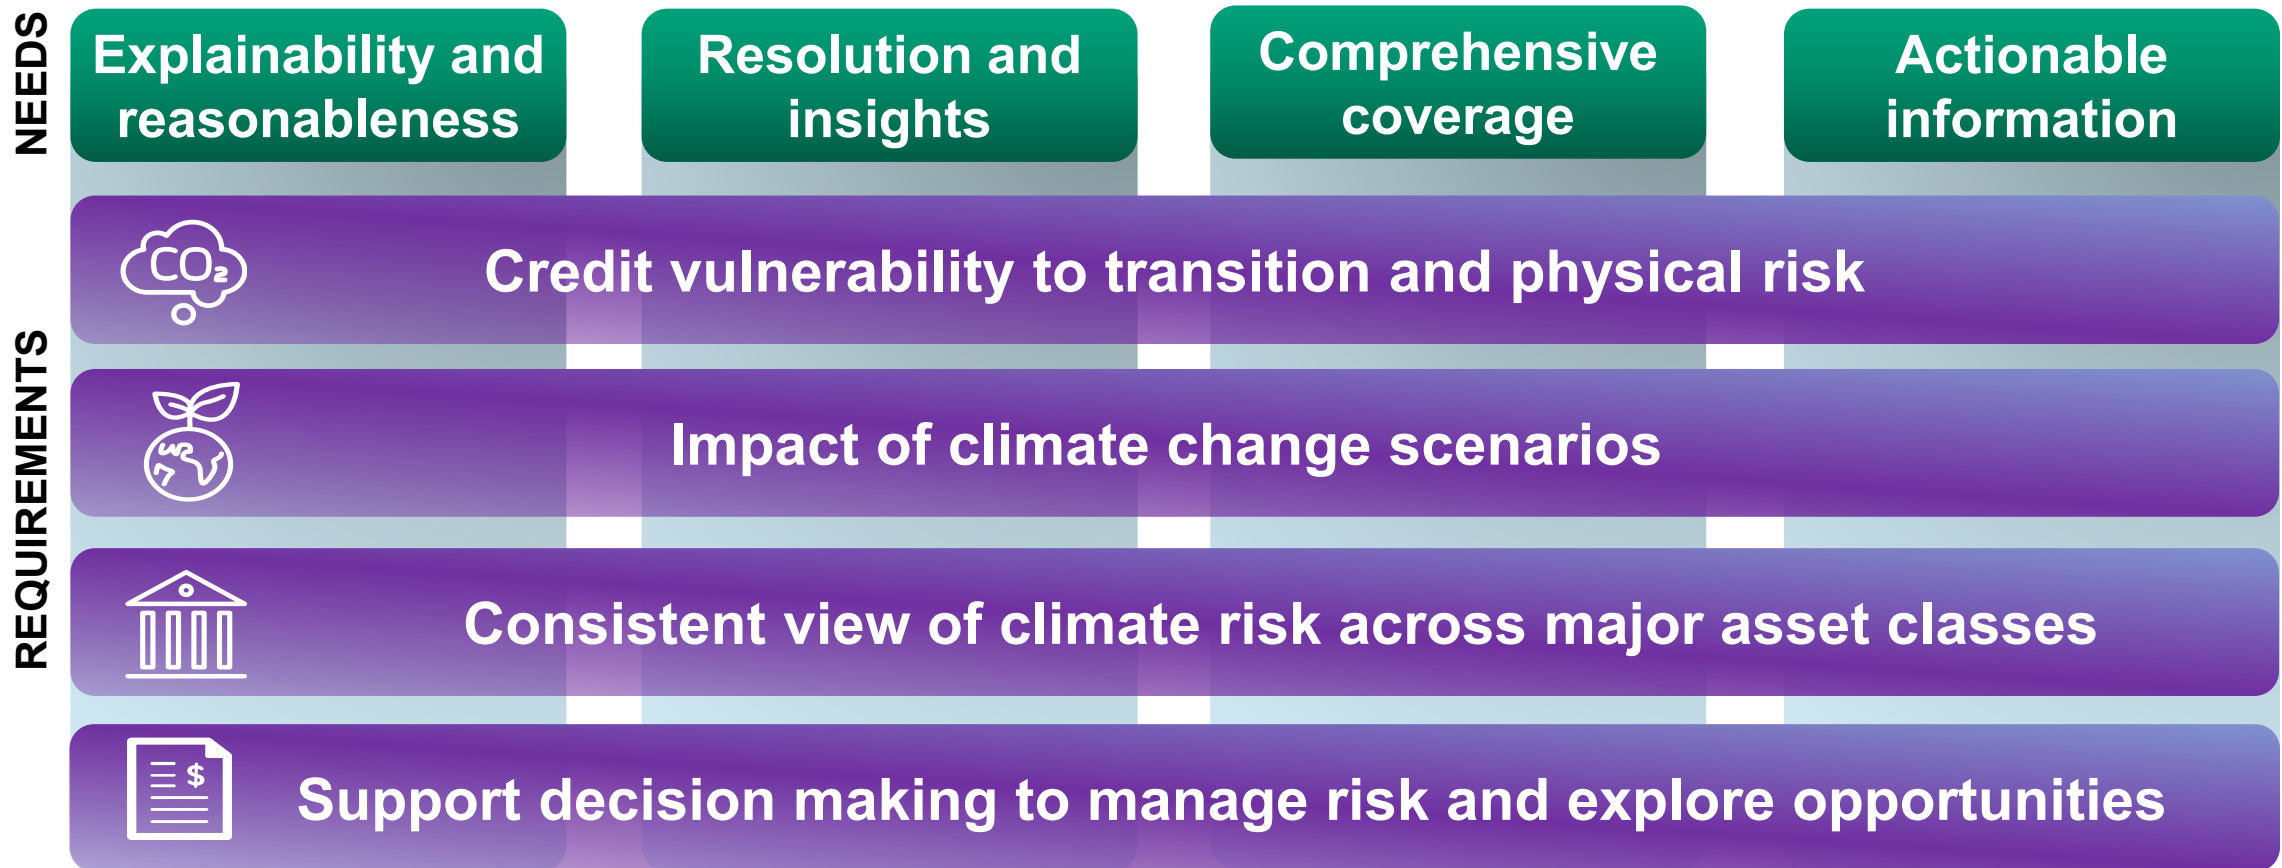 NEEDS
Explainability and
reasonableness
Resolution and
insights
Comprehensive
coverage
Actionable
information
REQUIREMENTS
CO₂
Credit vulnerability to transition and physical risk
Impact of climate change scenarios
Consistent view of climate risk across major asset classes
$
Support decision making to manage risk and explore opportunities